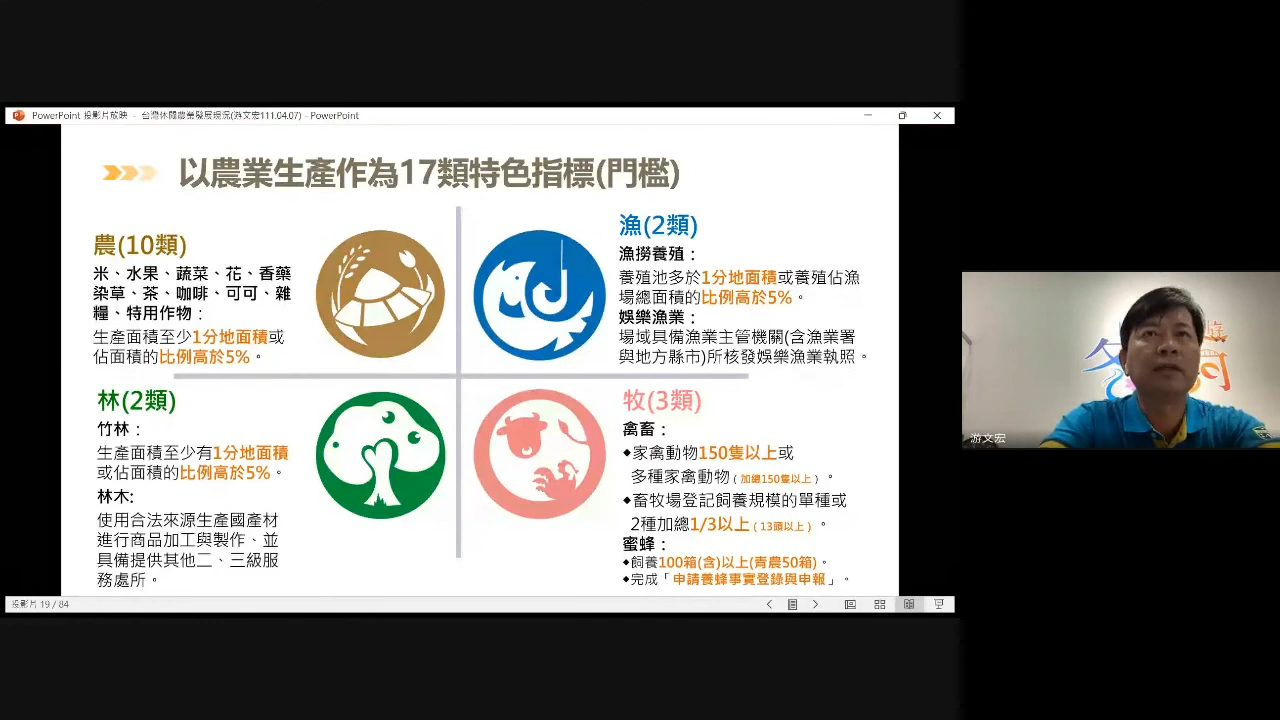 PowerPoint 投影片放映 - 台灣休閒農業發展現況(游文宏111.04.07) - PowerPoint
以農業生產作為17類特色指標(門檻)
農(10類)
米、水果、蔬菜、花、香藥
染草、茶、咖啡、可可、雜
糧、特用作物：
生產面積至少1分地面積或
佔面積的比例高於5%。
漁(2類)
漁撈養殖：
養殖池多於1分地面積或養殖佔漁
場總面積的比例高於5%。
娛樂漁業：
場域具備漁業主管機關(含漁業署
與地方縣市)所核發娛樂漁業執照。
林(2類)
竹林：
生產面積至少有1分地面積
或佔面積的比例高於5%。
林木:
使用合法來源生產國產材
進行商品加工與製作、並
具備提供其他二、三級服
務處所。
牧(3類)
禽畜：
◆家禽動物150隻以上或
多種家禽動物（加總150隻以上）。
◆畜牧場登記飼養規模的單種或
2種加總1/3以上（13頭以上）。
蜜蜂：
◆飼養100箱(含)以上(青農50箱)。
◆完成「申請養蜂事實登錄與申報」。
投影片 19 / 84
游文宏